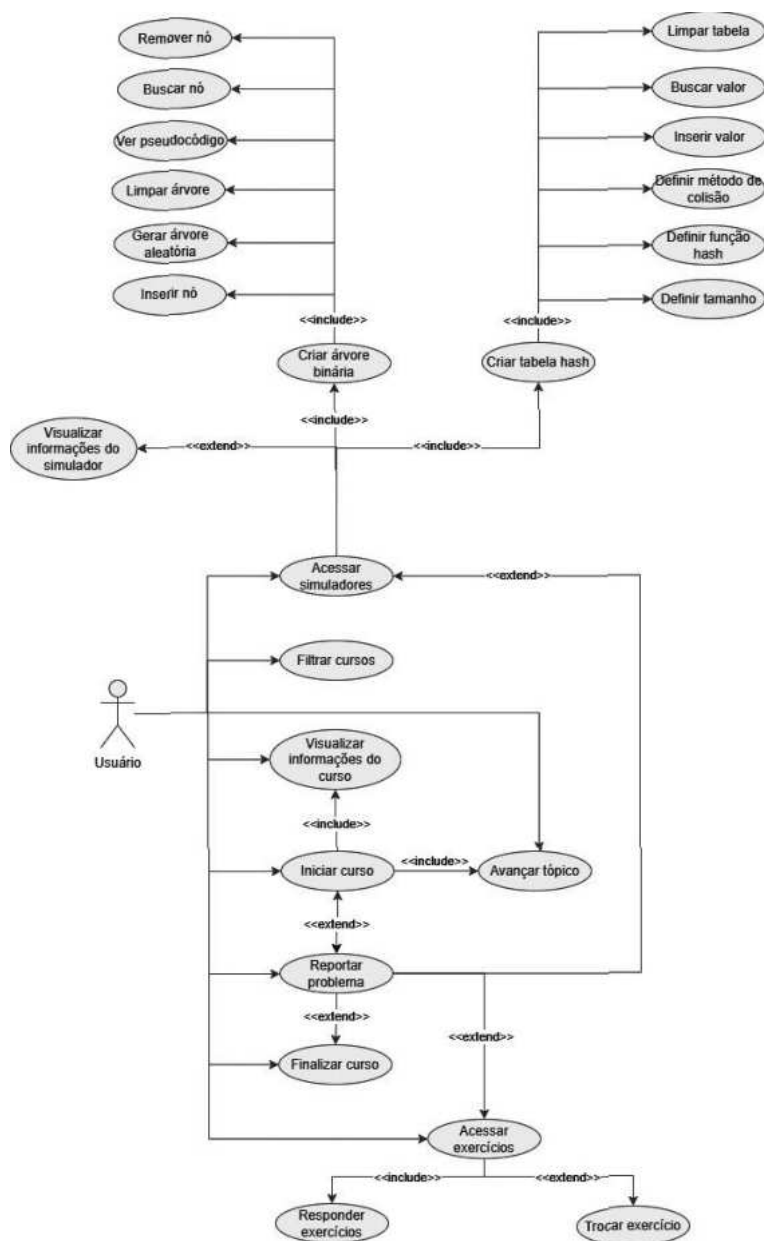 Remover nó
Buscar nó
Ver pseudocódigo
Limpar árvore
Gerar árvore
aleatória
Inserir nó
<<include>>
Criar árvore
binária
<<include>>
Limpar tabela
Buscar valor
Inserir valor
Definir método de
colisão
Definir função
hash
Definir tamanho
<<include>>
Criar tabela hash
<<include>>
Visualizar
informações do
simulador
<<extend>>
Acessar
simuladores
<<extend>>
Filtrar cursos
Usuário
Visualizar
informações do
curso
<<include>>
Iniciar curso
<<include>>
Avançar tópico
<<extend>>
Reportar
problema
<<extend>>
<<extend>>
Finalizar curso
Acessar
exercícios
<<include>>
<<extend>>
Responder
exercícios
Trocar exercício